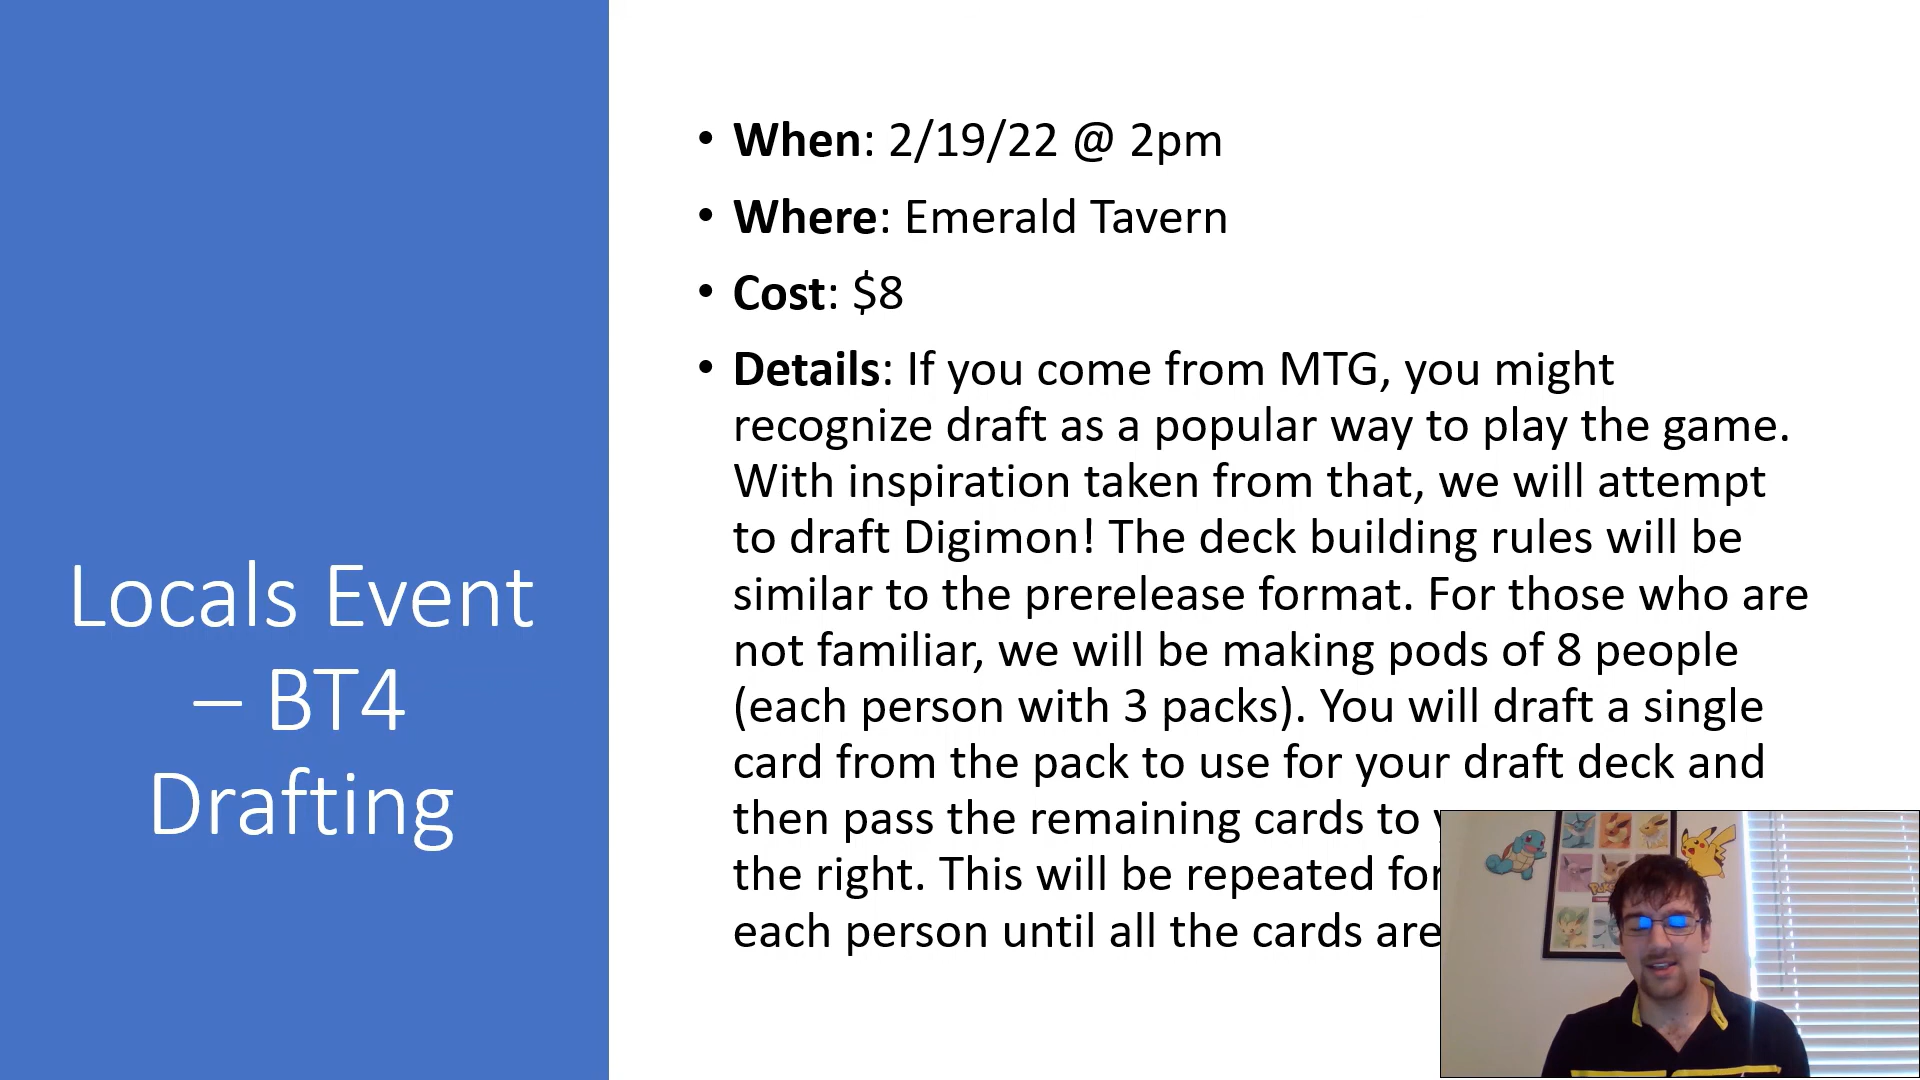 Locals Event
– BT4
Drafting
• When: 2/19/22 @ 2pm
• Where: Emerald Tavern
• Cost: $8
• Details: If you come from MTG, you might
recognize draft as a popular way to play the game.
With inspiration taken from that, we will attempt
to draft Digimon! The deck building rules will be
similar to the prerelease format. For those who are
not familiar, we will be making pods of 8 people
(each person with 3 packs). You will draft a single
card from the pack to use for your draft deck and
then pass the remaining cards to
the right. This will be repeated for
each person until all the cards are